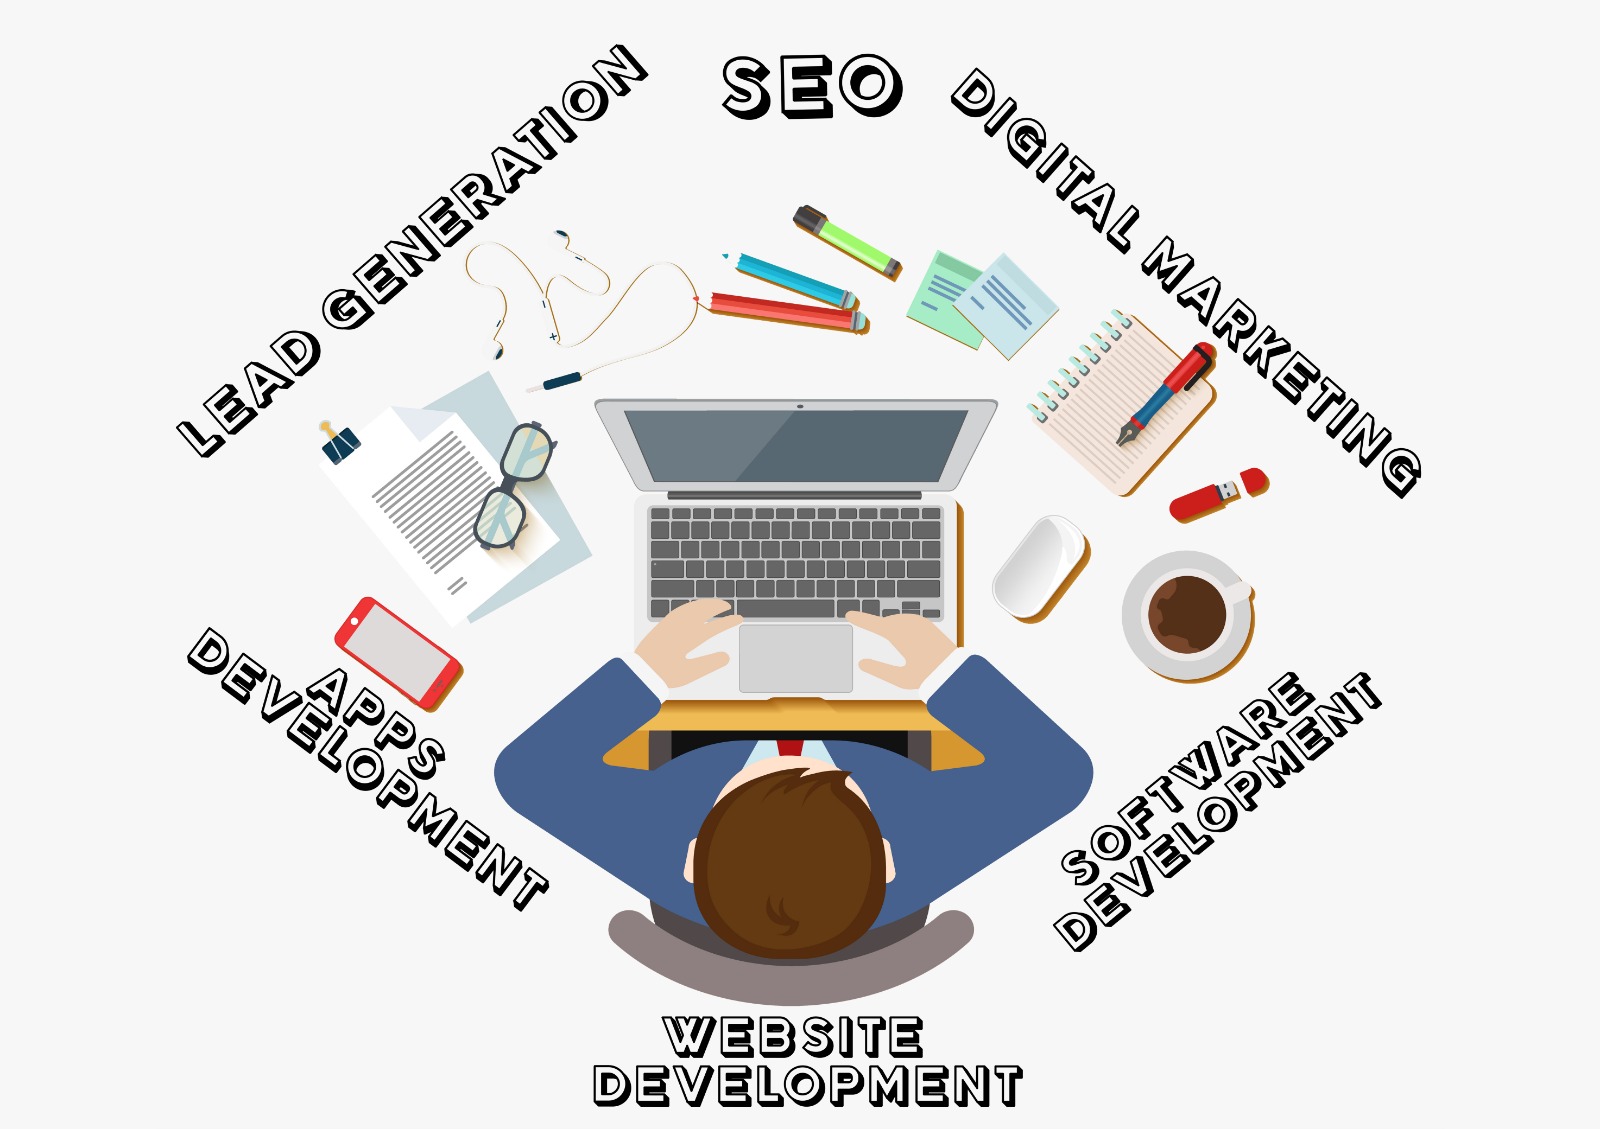 SEO
LEAD GENERATION
DIGITAL MARKETING
APPS
DEVELOPMENT
SOFTWARE
DEVELOPMENT
WEBSITE
DEVELOPMENT